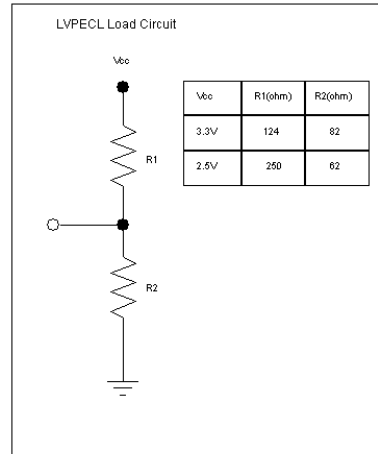 LVPECL Load Circuit
Vcc
Vcc R1(ohm) R2(ohm)
3.3V 124 82
2.5V 250 62
R1
R2